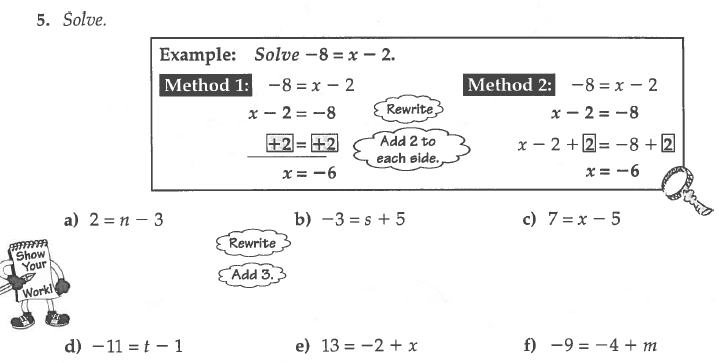 5. Solve.
Example: Solve −8 = x − 2.
Method 1: −8 = x − 2
x − 2 = −8
Rewrite
+2 = +2
Add 2 to
each side.
x = −6
Method 2: −8 = x − 2
x − 2 = −8
x − 2 + 2 = −8 + 2
x = −6
a) 2 = n − 3
b) −3 = s + 5
c) 7 = x − 5
Rewrite
Add 3.
Show
Your
Work!
d) −11 = t − 1
e) 13 = −2 + x
f) −9 = −4 + m